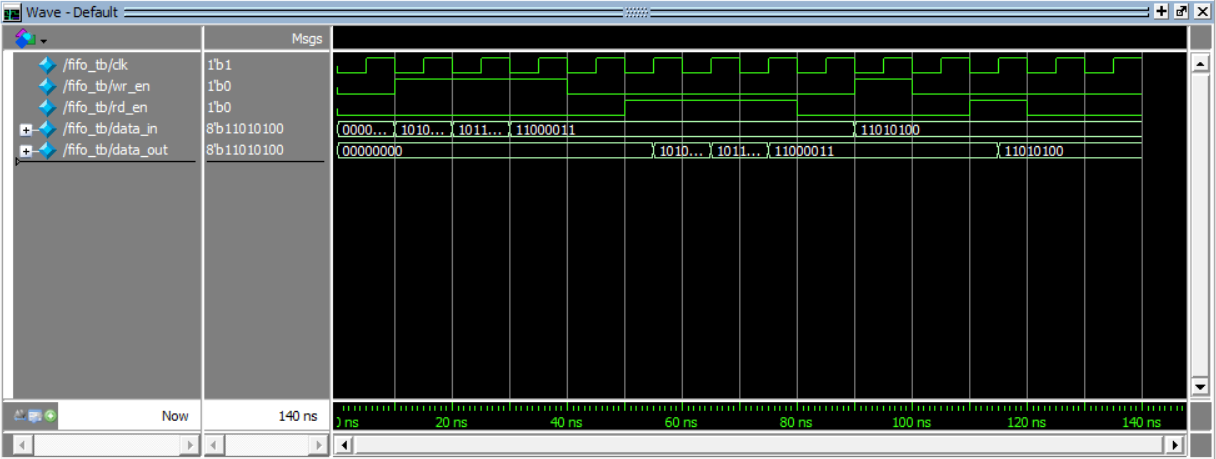 Wave - Default
Msgs
/fifo_tb/clk 1'b1
/fifo_tb/wr_en 1'b0
/fifo_tb/rd_en 1'b0
/fifo_tb/data_in 8'b11010100 0000... 1010... 1011... 11000011 11010100
/fifo_tb/data_out 8'b11010100 00000000 1010... 1011... 11000011 11010100
Now 140 ns ns 20 ns 40 ns 60 ns 80 ns 100 ns 120 ns 140 ns